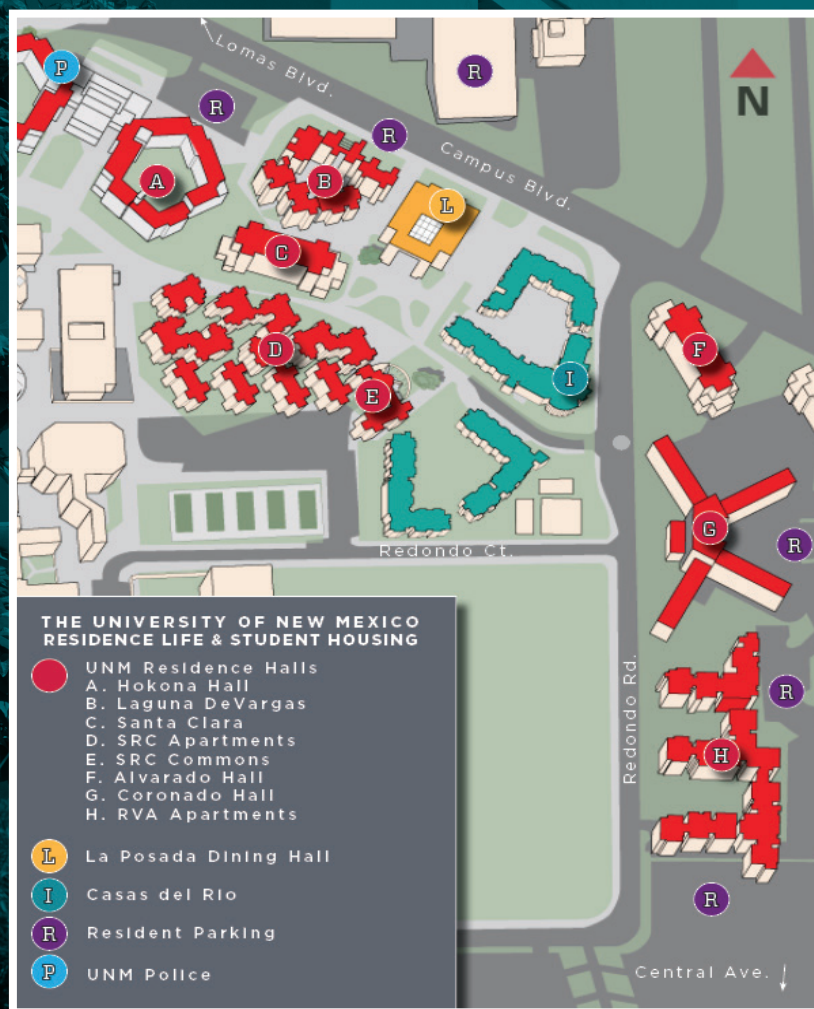 Lomas Blvd.
P
R
R
R
N
Campus Blvd.
A
B
L
C
D
F
I
E
G
R
Redondo Ct.
THE UNIVERSITY OF NEW MEXICO
RESIDENCE LIFE & STUDENT HOUSING
UNM Residence Halls
A. Hokona Hall
B. Laguna DeVargas
C. Santa Clara
D. SRC Apartments
E. SRC Commons
F. Alvarado Hall
G. Coronado Hall
H. RVA Apartments
L La Posada Dining Hall
I Casas del Rio
R Resident Parking
P UNM Police
Redondo Rd.
R
H
R
Central Ave.